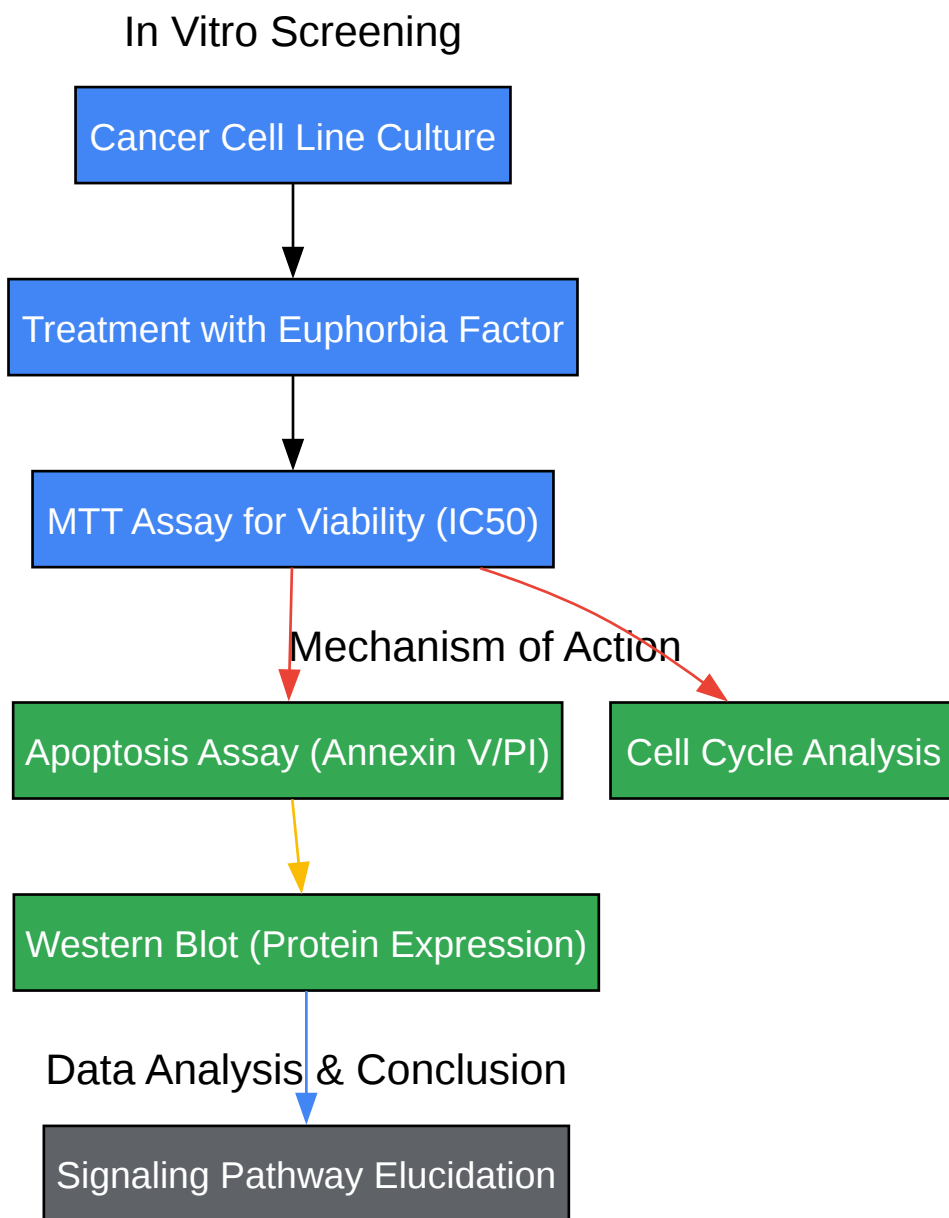 In Vitro Screening
Cancer Cell Line Culture
Treatment with Euphorbia Factor
MTT Assay for Viability (IC50)
Mechanism of Action
Apoptosis Assay (Annexin V/PI)
Cell Cycle Analysis
Western Blot (Protein Expression)
Data Analysis & Conclusion
Signaling Pathway Elucidation